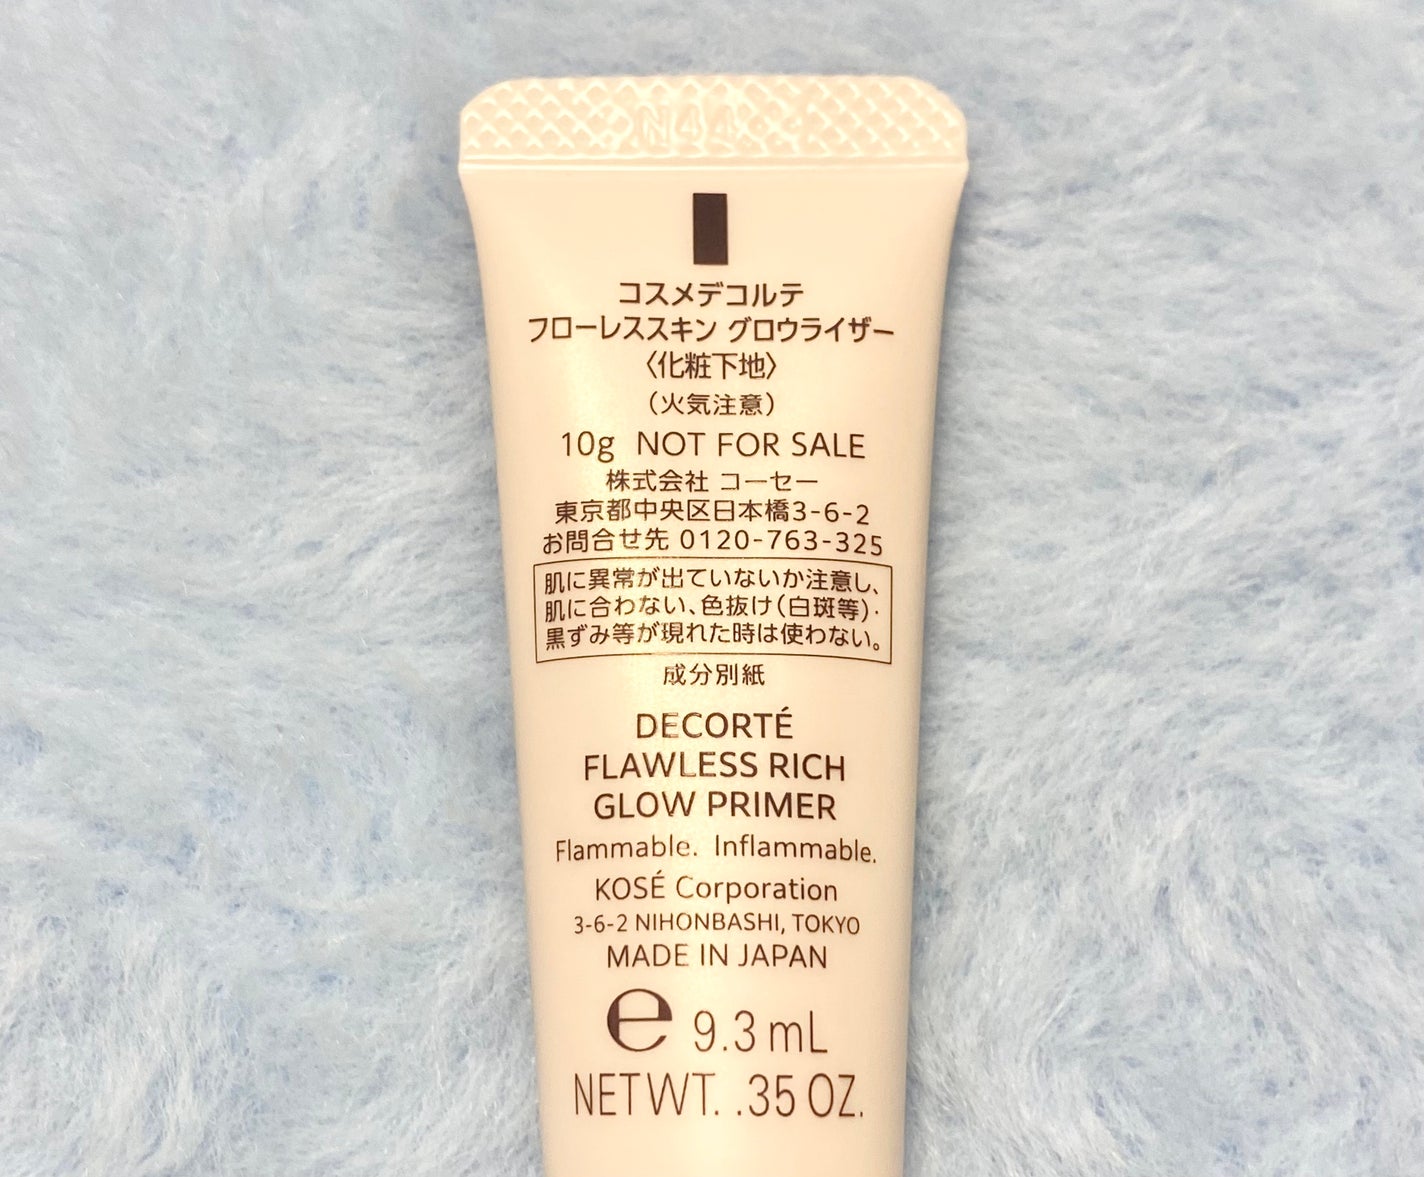 N44
コスメデコルテ
フローレススキン グロウライザー
〈化粧下地〉
（火気注意）
10g NOT FOR SALE
株式会社 コーセー
東京都中央区日本橋3-6-2
お問合せ先 0120-763-325
肌に異常が出ていないか注意し、
肌に合わない、色抜け（白斑等）・
黒ずみ等が現れた時は使わない。
成分別紙
DECORTÉ
FLAWLESS RICH
GLOW PRIMER
Flammable. Inflammable.
KOSÉ Corporation
3-6-2 NIHONBASHI, TOKYO
MADE IN JAPAN
e 9.3 mL
NET WT. .35 OZ.